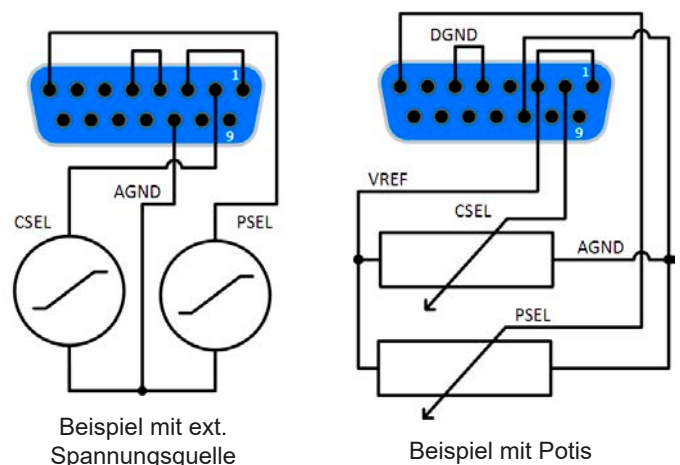 1
9
AGND
CSEL
PSEL
Beispiel mit ext.
Spannungsquelle
DGND
1
9
VREF
CSEL
AGND
PSEL
Beispiel mit Potis